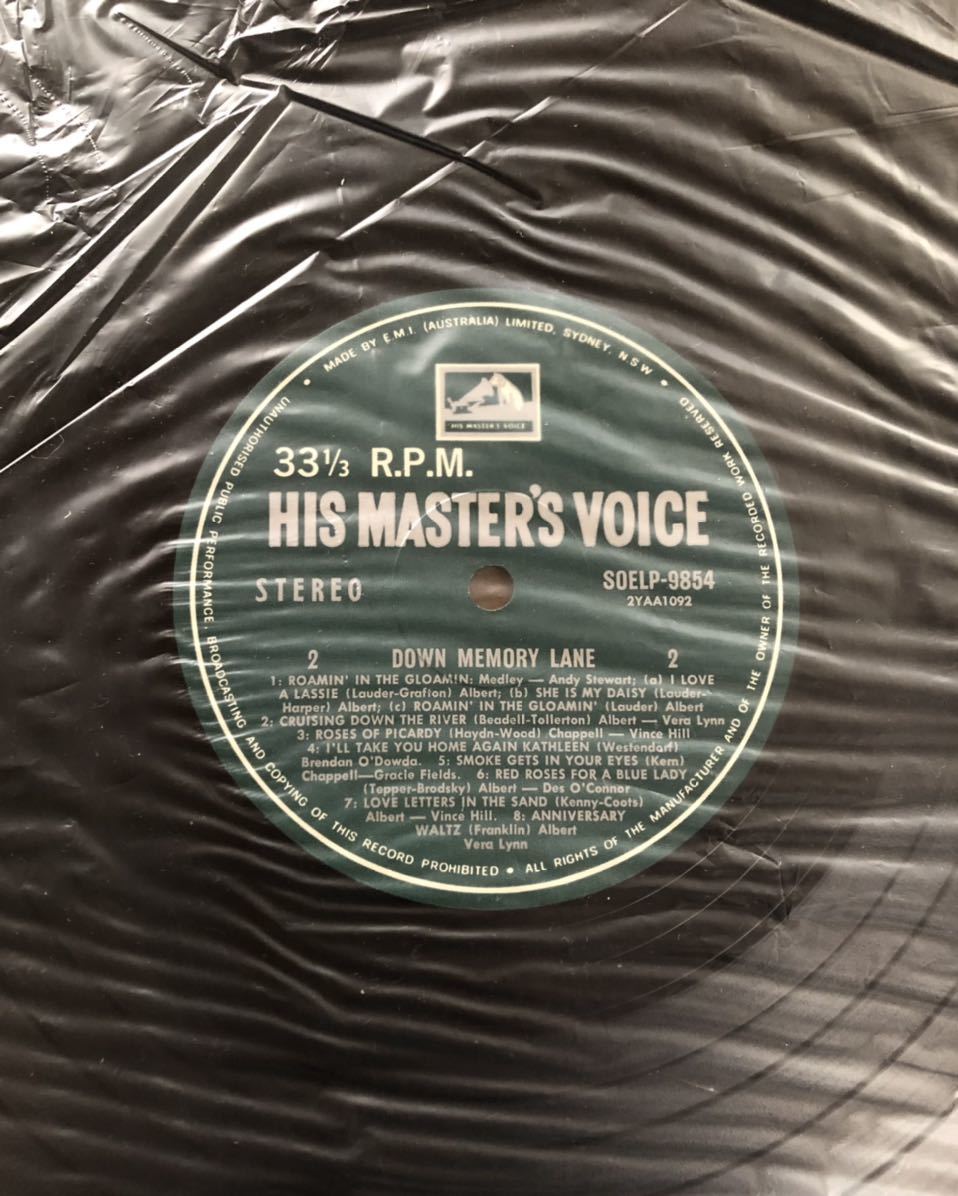 MADE BY E.M.I. (AUSTRALIA) LIMITED, SYDNEY, N.S.W •
HIS MASTER'S VOICE
33⅓ R.P.M.
HIS MASTER'S VOICE
STEREO
SOELP-9854
2YAA1092
2 DOWN MEMORY LANE 2
1: ROAMIN' IN THE GLOAMIN: Medley — Andy Stewart; (a) I LOVE
A LASSIE (Lauder-Grafton) Albert; (b) SHE IS MY DAISY (Lauder-
Harper) Albert; (c) ROAMIN' IN THE GLOAMIN' (Lauder) Albert
2: CRUISING DOWN THE RIVER (Beadell-Tollerton) Albert — Vera Lynn
3: ROSES OF PICARDY (Haydn-Wood) Chappell — Vince Hill
4: I'LL TAKE YOU HOME AGAIN KATHLEEN (Westendorf)
Brendan O'Dowda. 5: SMOKE GETS IN YOUR EYES (Kern)
Chappell—Gracie Fields. 6: RED ROSES FOR A BLUE LADY
(Tepper-Brodsky) Albert — Des O'Connor
7: LOVE LETTERS IN THE SAND (Kenny-Coots)
Albert — Vince Hill. 8: ANNIVERSARY
WALTZ (Franklin) Albert
Vera Lynn
• UNAUTHORISED PUBLIC PERFORMANCE, BROADCASTING AND COPYING OF THIS RECORD PROHIBITED • ALL RIGHTS OF THE MANUFACTURER AND OF THE OWNER OF THE RECORDED WORK RESERVED